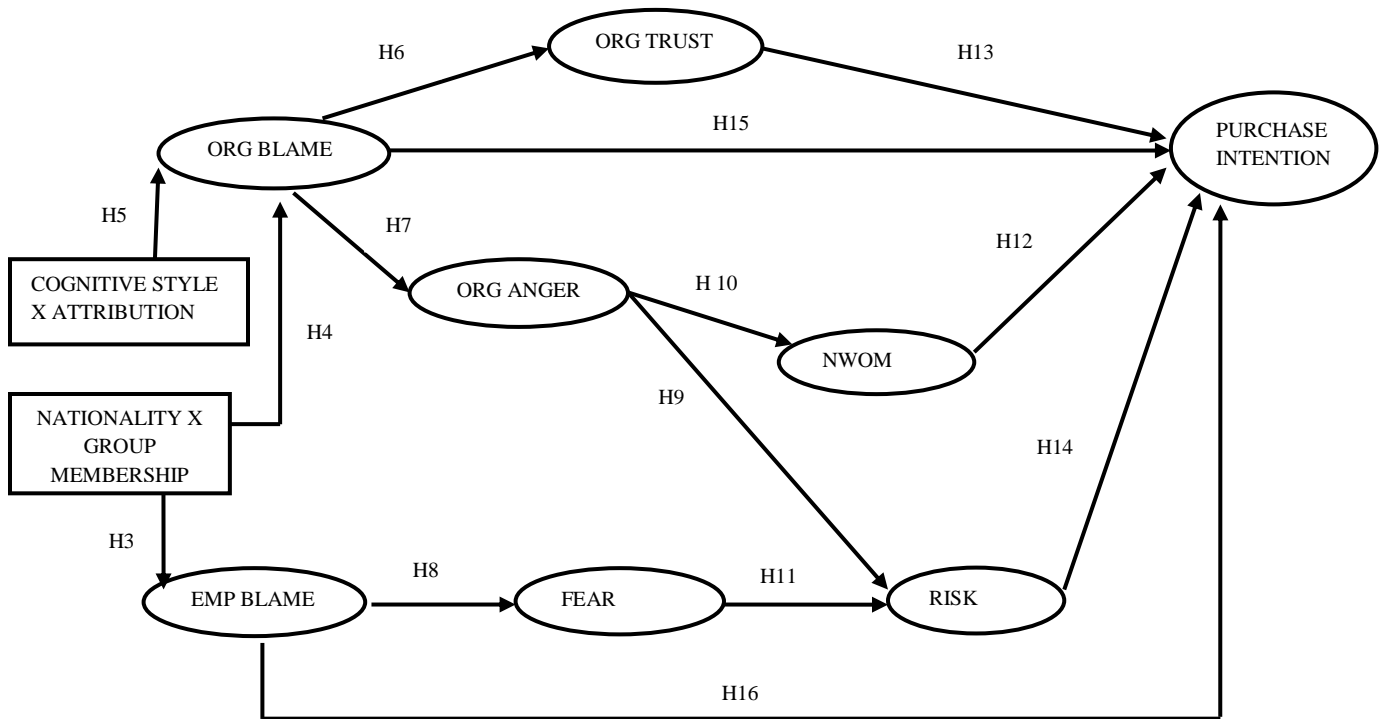 ORG TRUST
H6
H13
H15
PURCHASE
INTENTION
ORG BLAME
H5
H7
H12
COGNITIVE STYLE
X ATTRIBUTION
ORG ANGER
H 10
H4
NWOM
H9
NATIONALITY X
GROUP
MEMBERSHIP
H14
H3
H8
H11
EMP BLAME
FEAR
RISK
H16